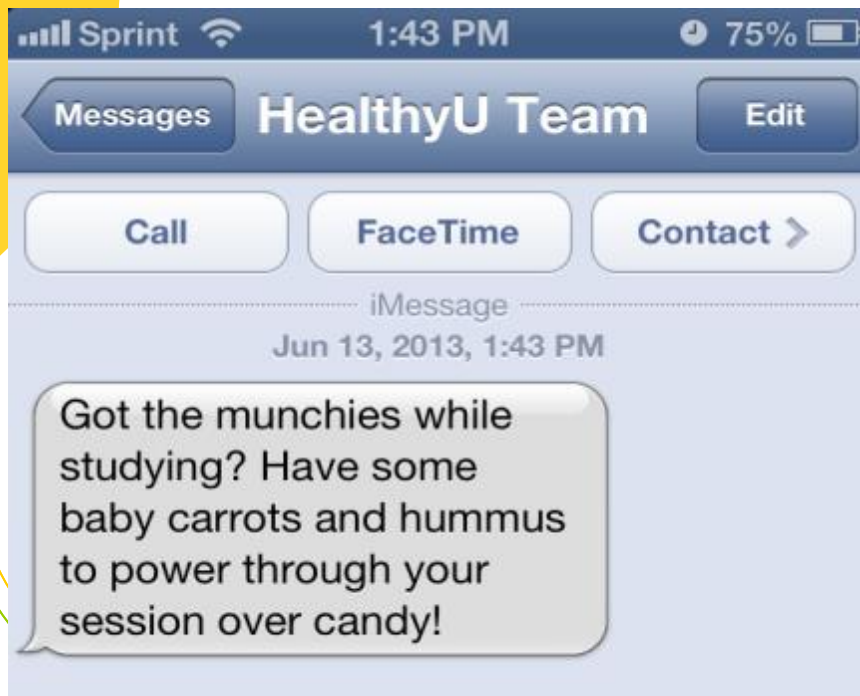 Sprint 1:43 PM 75%
Messages HealthyU Team Edit
Call FaceTime Contact
iMessage
Jun 13, 2013, 1:43 PM
Got the munchies while
studying? Have some
baby carrots and hummus
to power through your
session over candy!